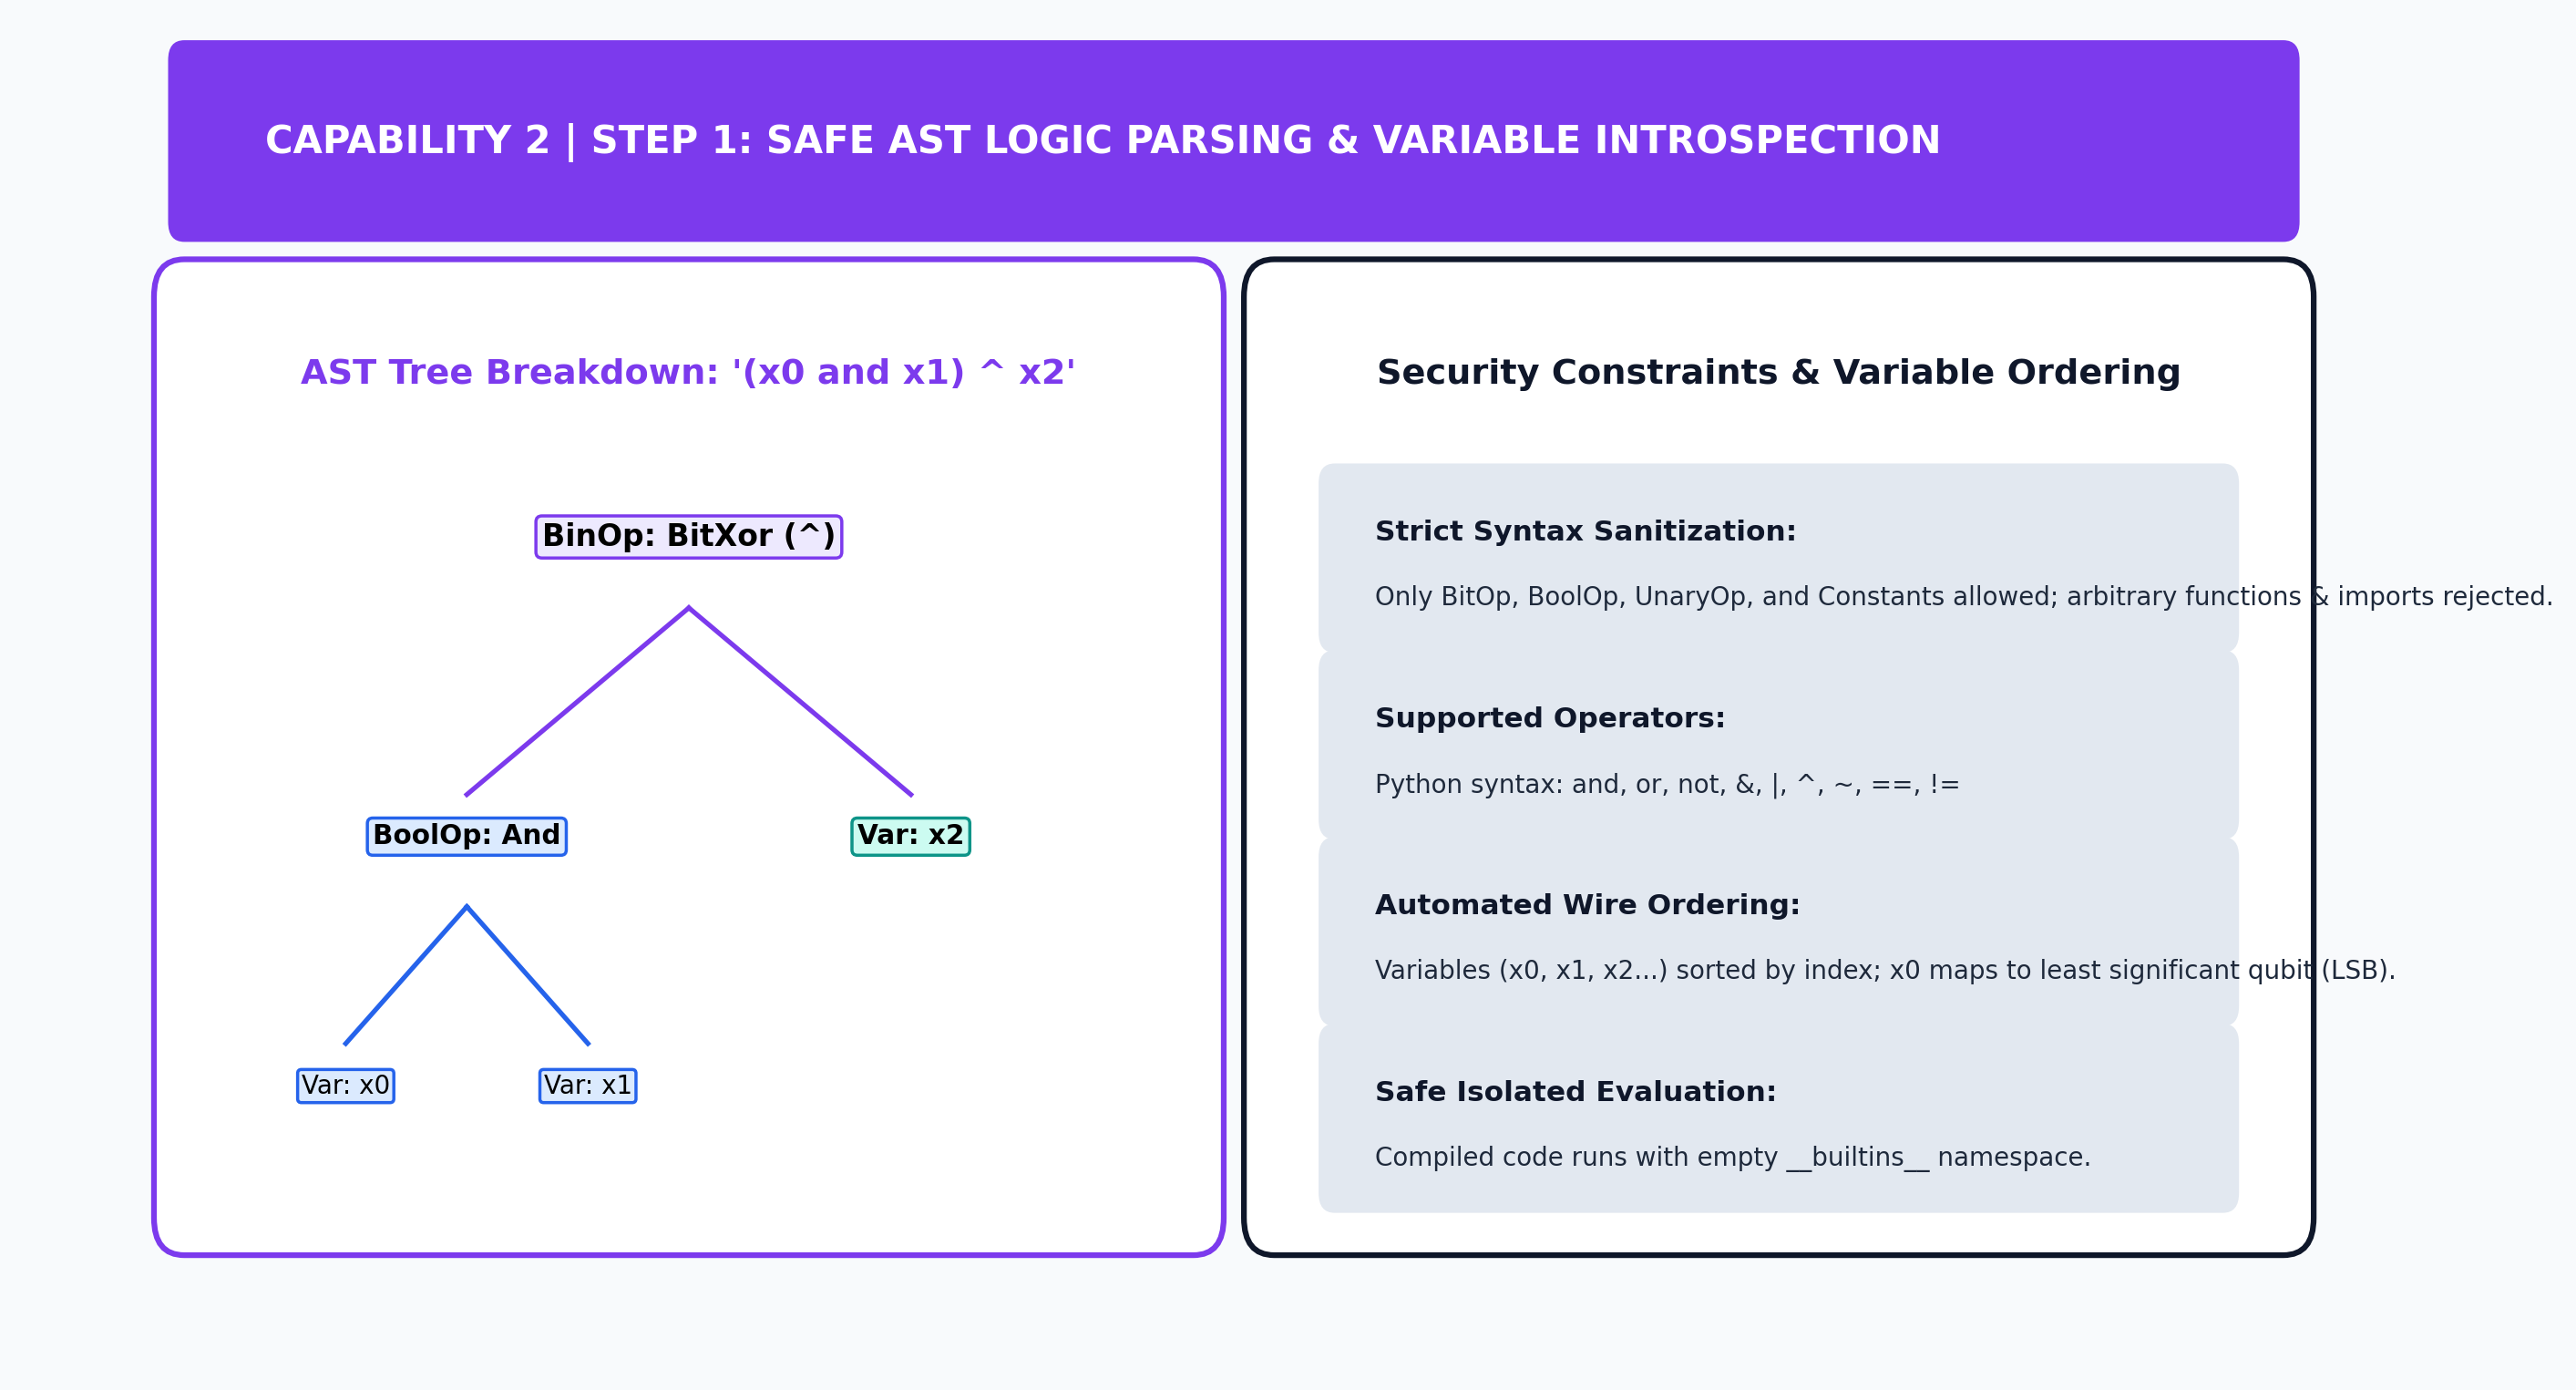 CAPABILITY 2 | STEP 1: SAFE AST LOGIC PARSING & VARIABLE INTROSPECTION
AST Tree Breakdown: '(x0 and x1) ^ x2'
BinOp: BitXor (^)
BoolOp: And
Var: x2
Var: x0
Var: x1
Security Constraints & Variable Ordering
Strict Syntax Sanitization:
Only BitOp, BoolOp, UnaryOp, and Constants allowed; arbitrary functions & imports rejected.
Supported Operators:
Python syntax: and, or, not, &, |, ^, ~, ==, !=
Automated Wire Ordering:
Variables (x0, x1, x2...) sorted by index; x0 maps to least significant qubit (LSB).
Safe Isolated Evaluation:
Compiled code runs with empty __builtins__ namespace.